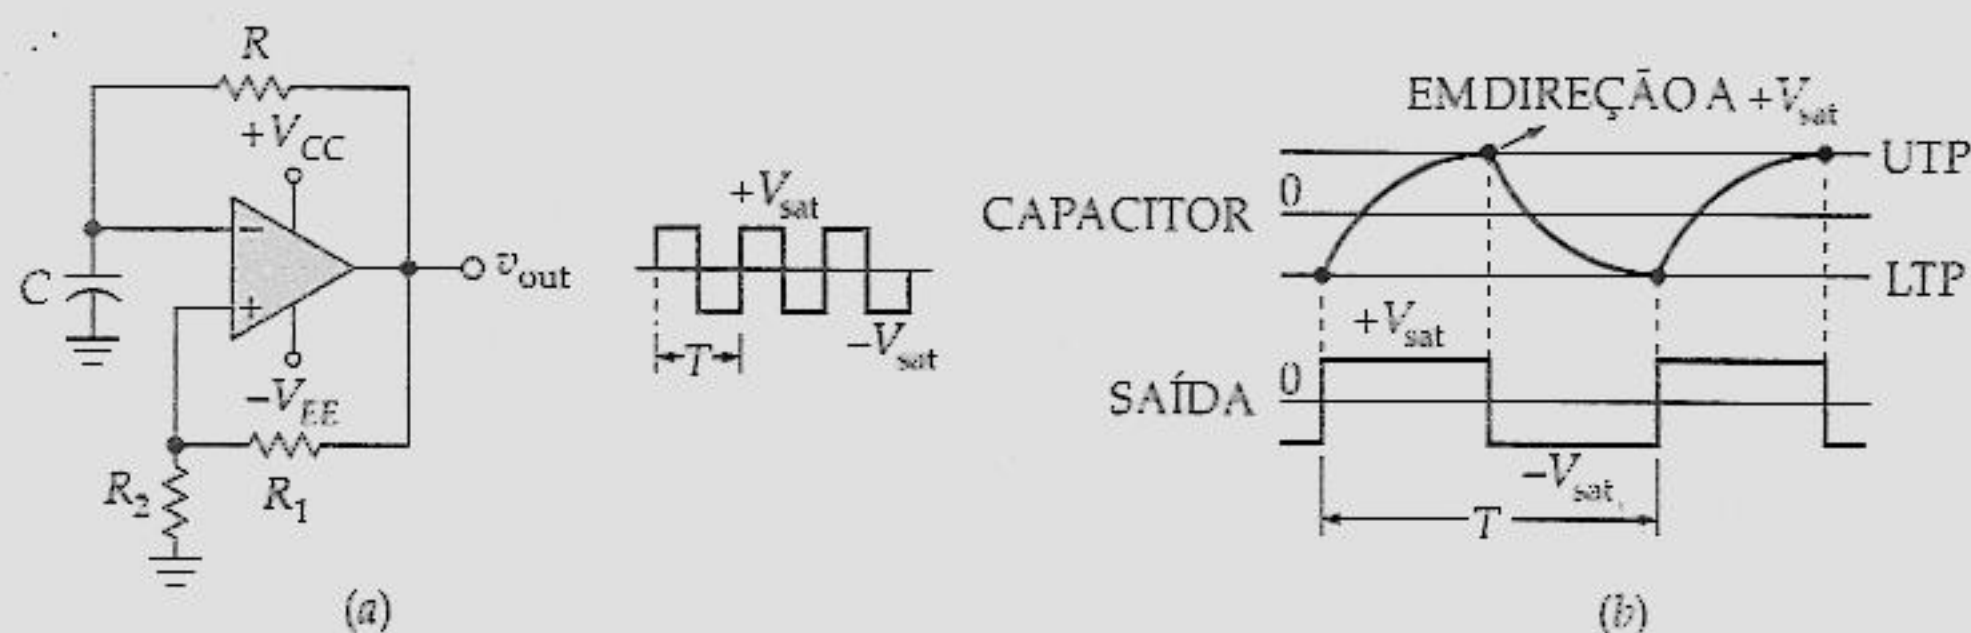 R
+V_CC
−
C
+
v_out
−V_EE
R_2
R_1
(a)
+V_sat
−V_sat
T
EM DIREÇÃO A +V_sat
UTP
0
CAPACITOR
LTP
+V_sat
0
SAÍDA
−V_sat
T
(b)